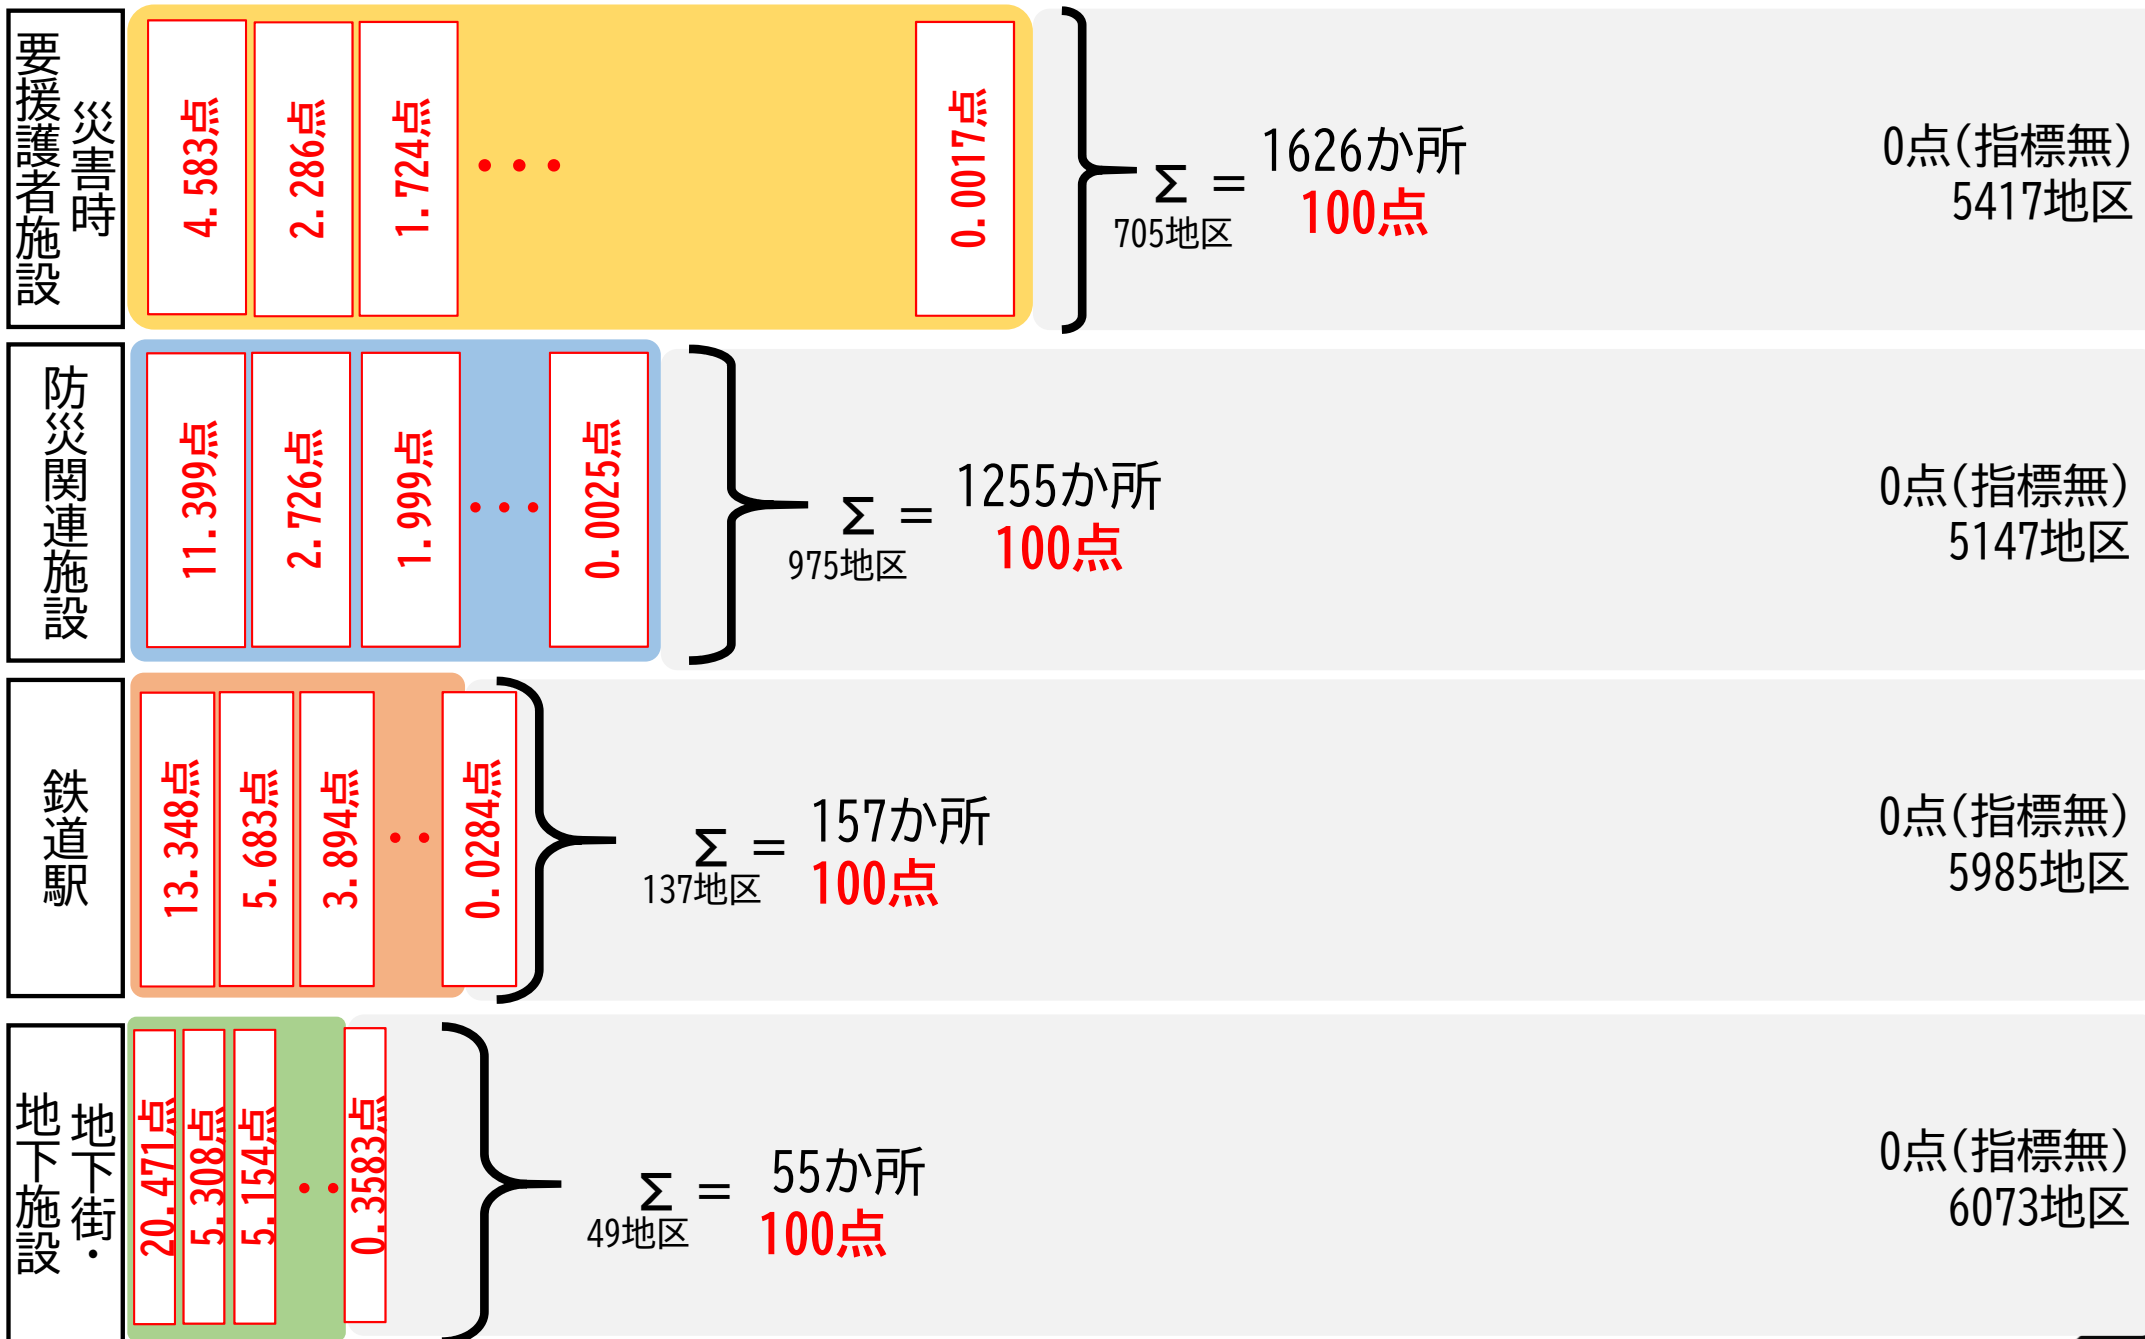 災害時
要援護者施設
4.583点
2.286点
1.724点
・・・
0.0017点
Σ =
705地区
1626か所
100点
0点(指標無)
5417地区
防災関連施設
11.399点
2.726点
1.999点
・・・
0.0025点
Σ =
975地区
1255か所
100点
0点(指標無)
5147地区
鉄道駅
13.348点
5.683点
3.894点
・・
0.0284点
Σ =
137地区
157か所
100点
0点(指標無)
5985地区
地下街・
地下施設
20.471点
5.308点
5.154点
・・
0.3583点
Σ =
49地区
55か所
100点
0点(指標無)
6073地区